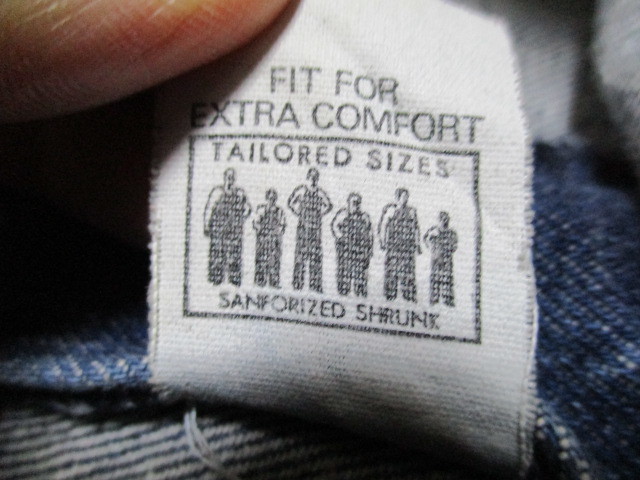 FIT FOR
EXTRA COMFORT
TAILORED SIZES
SANFORIZED SHRUNK